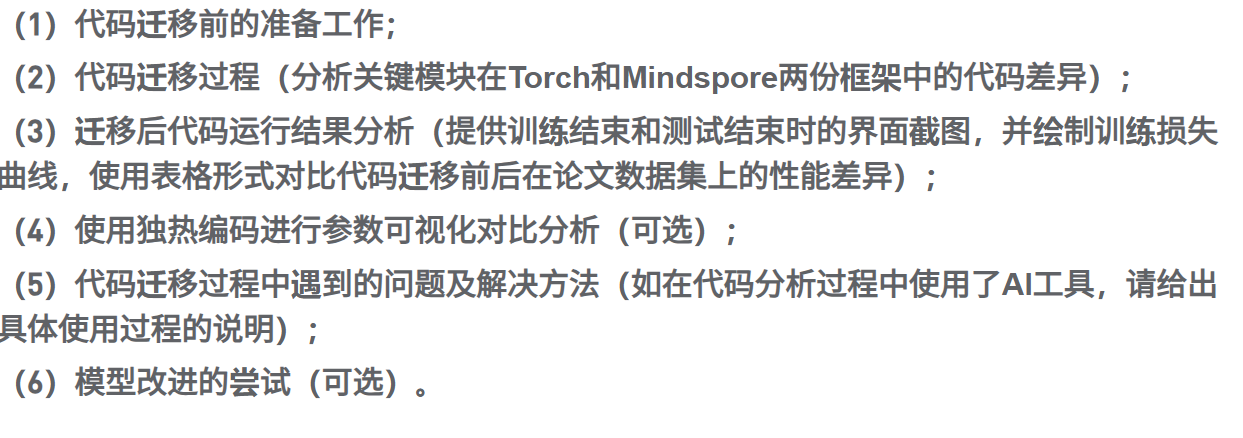 （1）代码迁移前的准备工作；
（2）代码迁移过程（分析关键模块在Torch和Mindspore两份框架中的代码差异）；
（3）迁移后代码运行结果分析（提供训练结束和测试结束时的界面截图，并绘制训练损失
曲线，使用表格形式对比代码迁移前后在论文数据集上的性能差异）；
（4）使用独热编码进行参数可视化对比分析（可选）；
（5）代码迁移过程中遇到的问题及解决方法（如在代码分析过程中使用了AI工具，请给出
具体使用过程的说明）；
（6）模型改进的尝试（可选）。